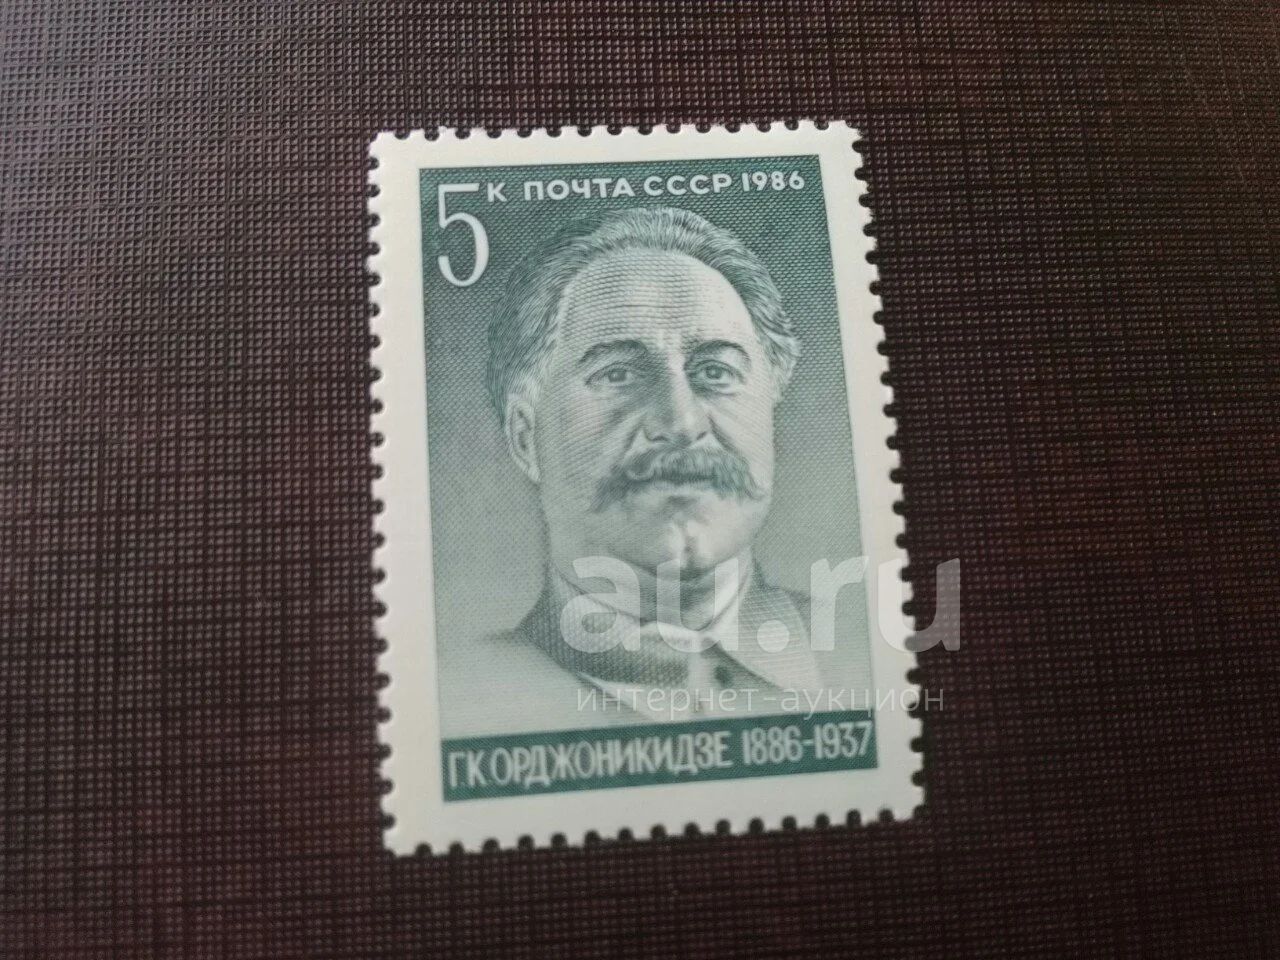 5 К ПОЧТА СССР 1986
au.ru
интернет-аукцион
Г.К.ОРДЖОНИКИДЗЕ 1886-1937